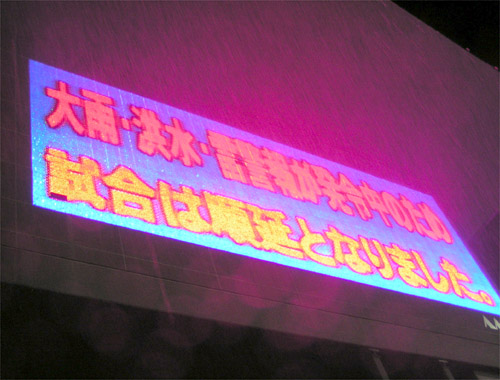 大雨・洪水・雷警報が発令中のため
試合は順延となりました。